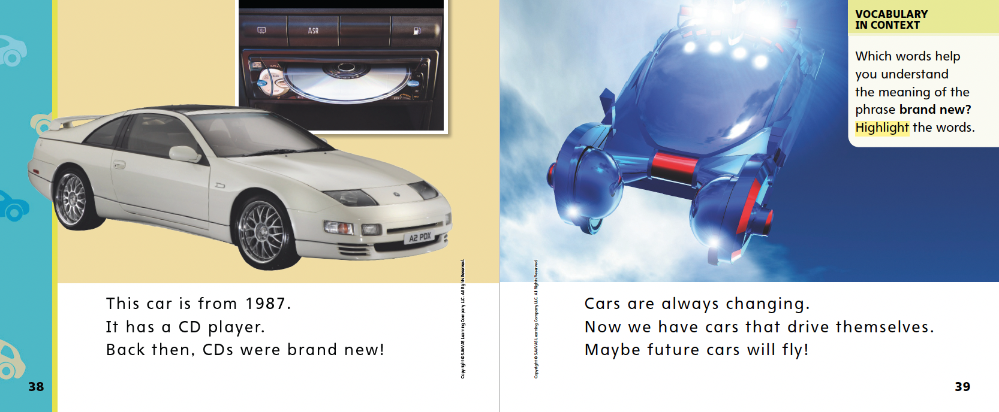 ASR
A2 PDX
This car is from 1987.
It has a CD player.
Back then, CDs were brand new!
Copyright © SAVVAS Learning Company LLC. All Rights Reserved.
38
VOCABULARY
IN CONTEXT
Which words help
you understand
the meaning of the
phrase brand new?
Highlight the words.
Copyright © SAVVAS Learning Company LLC. All Rights Reserved.
Cars are always changing.
Now we have cars that drive themselves.
Maybe future cars will fly!
39